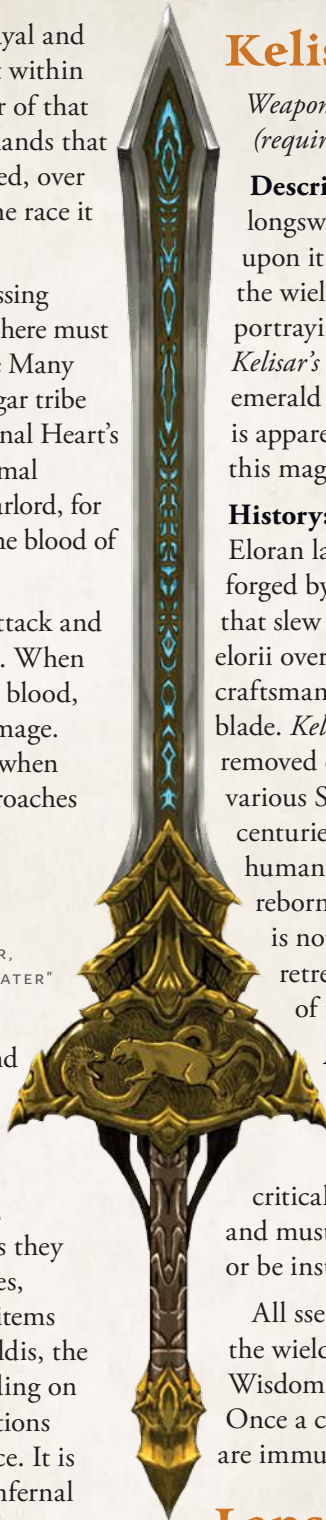 ayal and
t within
r of that
ands that
ed, over
ne race it
ssing
here must
e Many
gar tribe
nal Heart's
mal
arlord, for
ne blood of
ttack and
. When
blood,
mage.
when
roaches
R,
ATER"
nd
s they
es,
items
ldis, the
ding on
tions
ce. It is
nfernal
Kelis
Weapon
(requir
Descri
longsw
upon it
the wiel
portrayi
Kelisar's
emerald
is appare
this mag
History:
Eloran la
forged by
that slew
elorii over
craftsman
blade. Kel
removed
various S
centurie
human
reborn
is no
retre
of
critical
and must
or be inst
All sse
the wield
Wisdom
Once a c
are immu